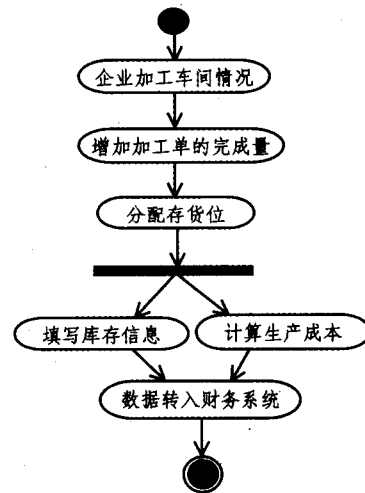 企业加工车间情况
增加加工单的完成量
分配存货位
填写库存信息
计算生产成本
数据转入财务系统